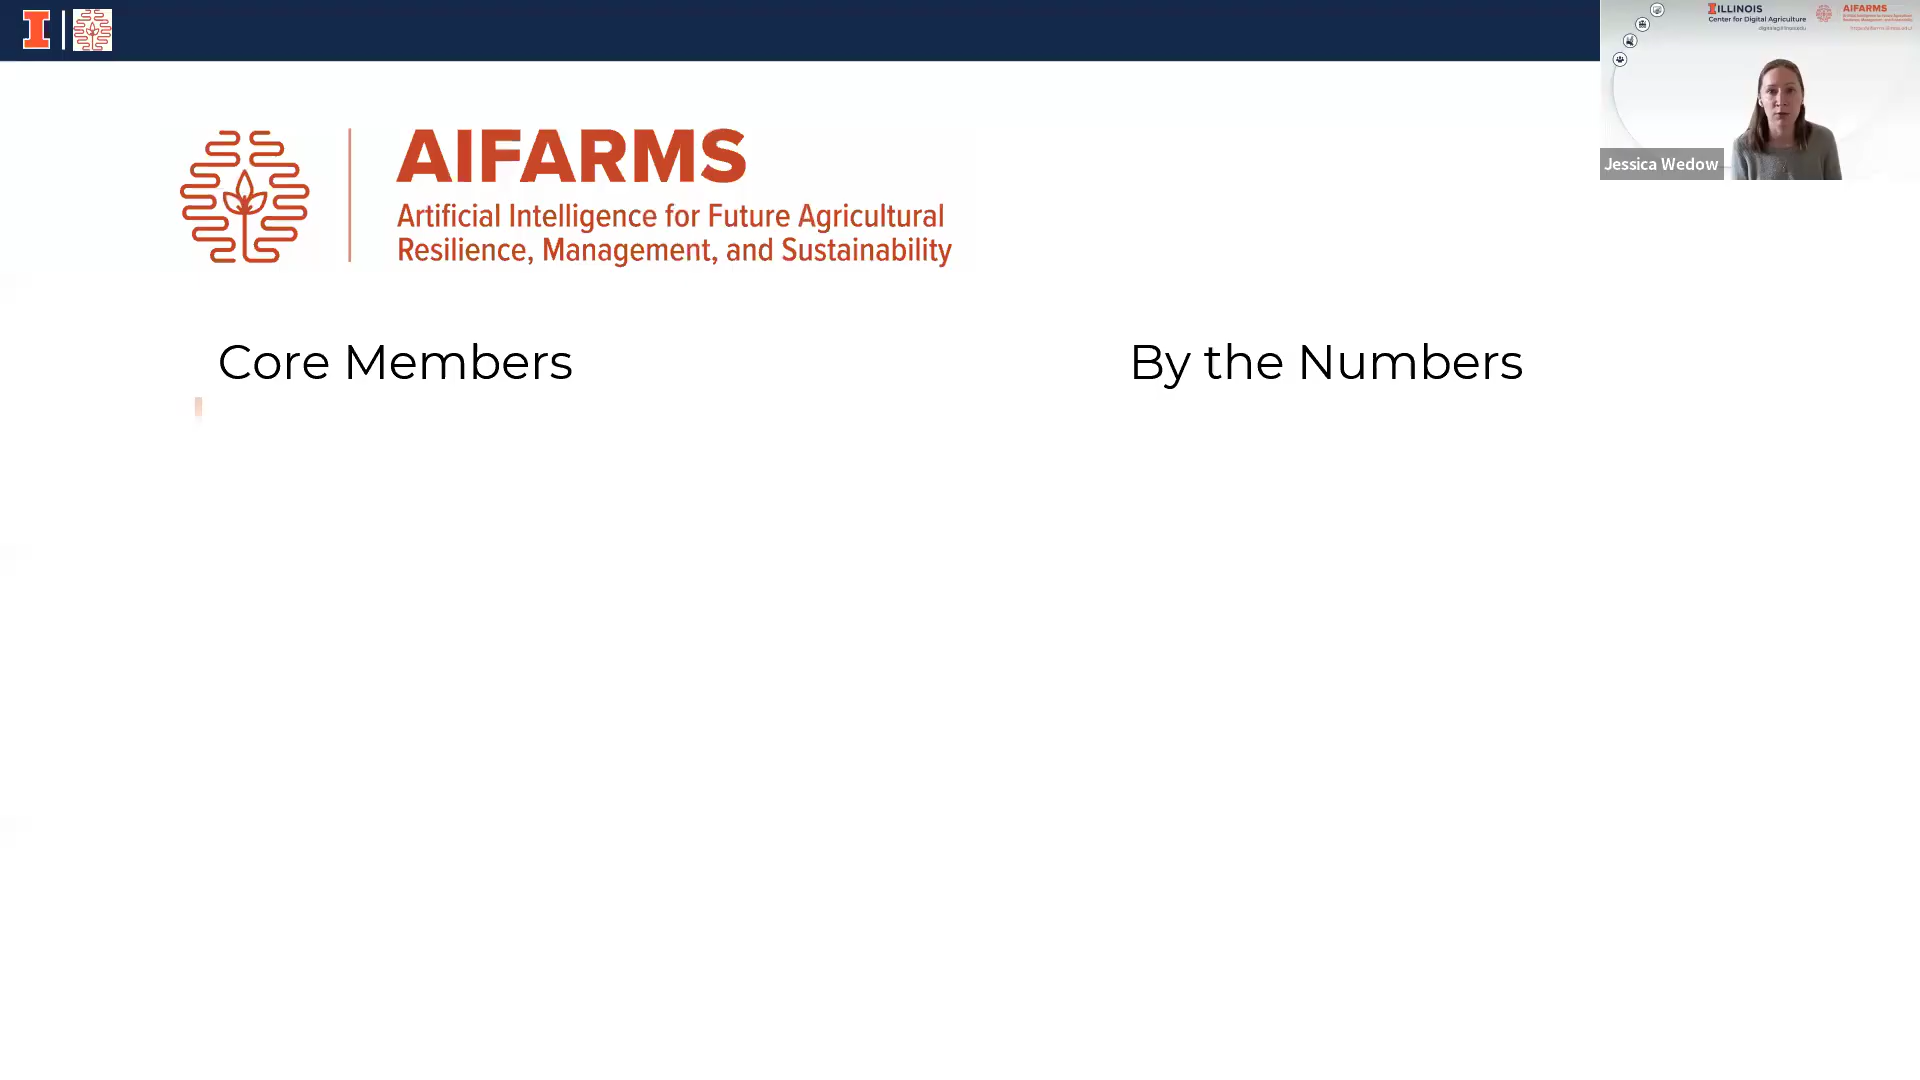 AIFARMS
Artificial Intelligence for Future Agricultural
Resilience, Management, and Sustainability
Core Members
By the Numbers
ILLINOIS
Center for Digital Agriculture
AIFARMS
Jessica Wedow